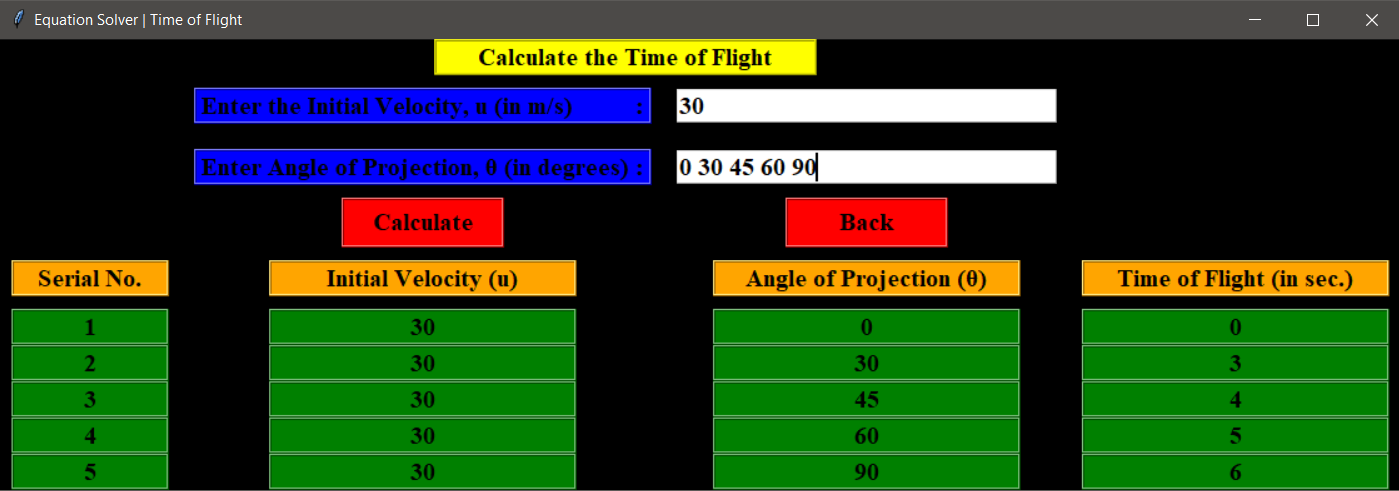 Equation Solver | Time of Flight
Calculate the Time of Flight
Enter the Initial Velocity, u (in m/s) : 30
Enter Angle of Projection, θ (in degrees) : 0 30 45 60 90
Calculate Back
Serial No. Initial Velocity (u) Angle of Projection (θ) Time of Flight (in sec.)
1 30 0 0
2 30 30 3
3 30 45 4
4 30 60 5
5 30 90 6